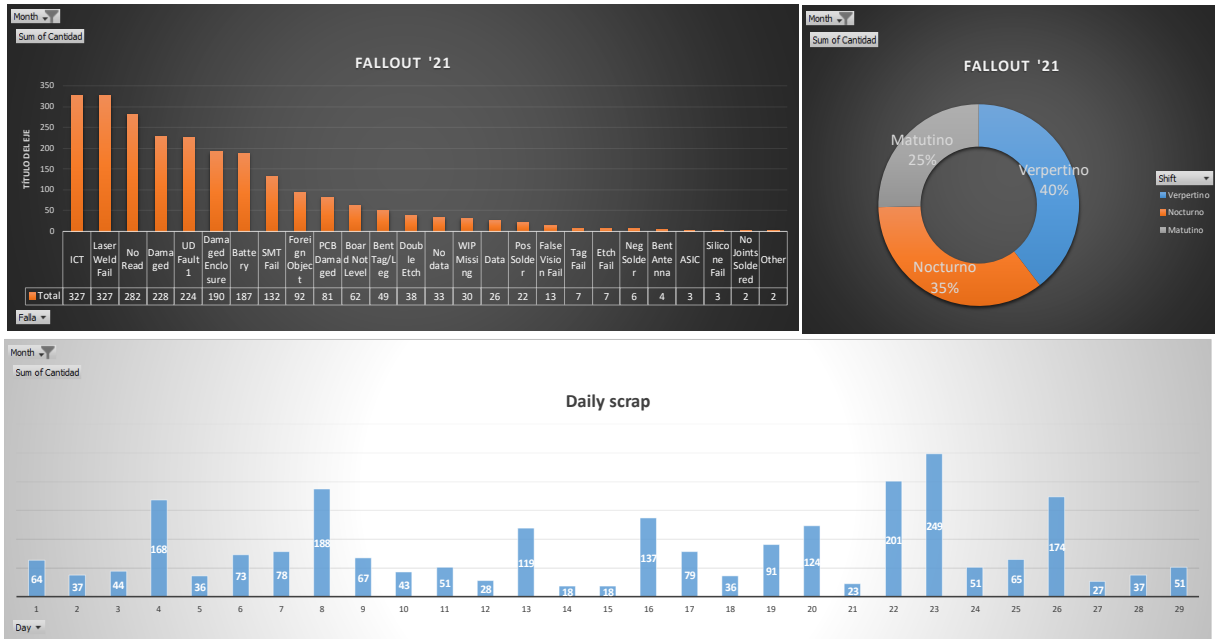 Month
Sum of Cantidad
FALLOUT '21
TÍTULO DEL EJE
350
300
250
200
150
100
50
0
ICT
Laser Weld Fail
No Read
Damaged
UD Fault 1
Damaged Enclosure
Battery
SMT Fail
Foreign Object
PCB Damaged
Board Not Level
Bent Tag/Leg
Double Etch
No data
WIP Missing
Data
Pos Solder
False Vision Fail
Tag Fail
Etch Fail
Neg Solder
Bent Antenna
ASIC
Silicone Fail
No Joints Soldered
Other
Total 327 327 282 228 224 190 187 132 92 81 62 49 38 33 30 26 22 13 7 7 6 4 3 3 2 2
Falla
Month
Sum of Cantidad
FALLOUT '21
Matutino
25%
Verpertino
40%
Nocturno
35%
Shift
Verpertino
Nocturno
Matutino
Month
Sum of Cantidad
Daily scrap
64 37 44 168 36 73 78 188 67 43 51 28 119 18 18 137 79 36 91 124 23 201 249 51 65 174 27 37 51
1 2 3 4 5 6 7 8 9 10 11 12 13 14 15 16 17 18 19 20 21 22 23 24 25 26 27 28 29
Day